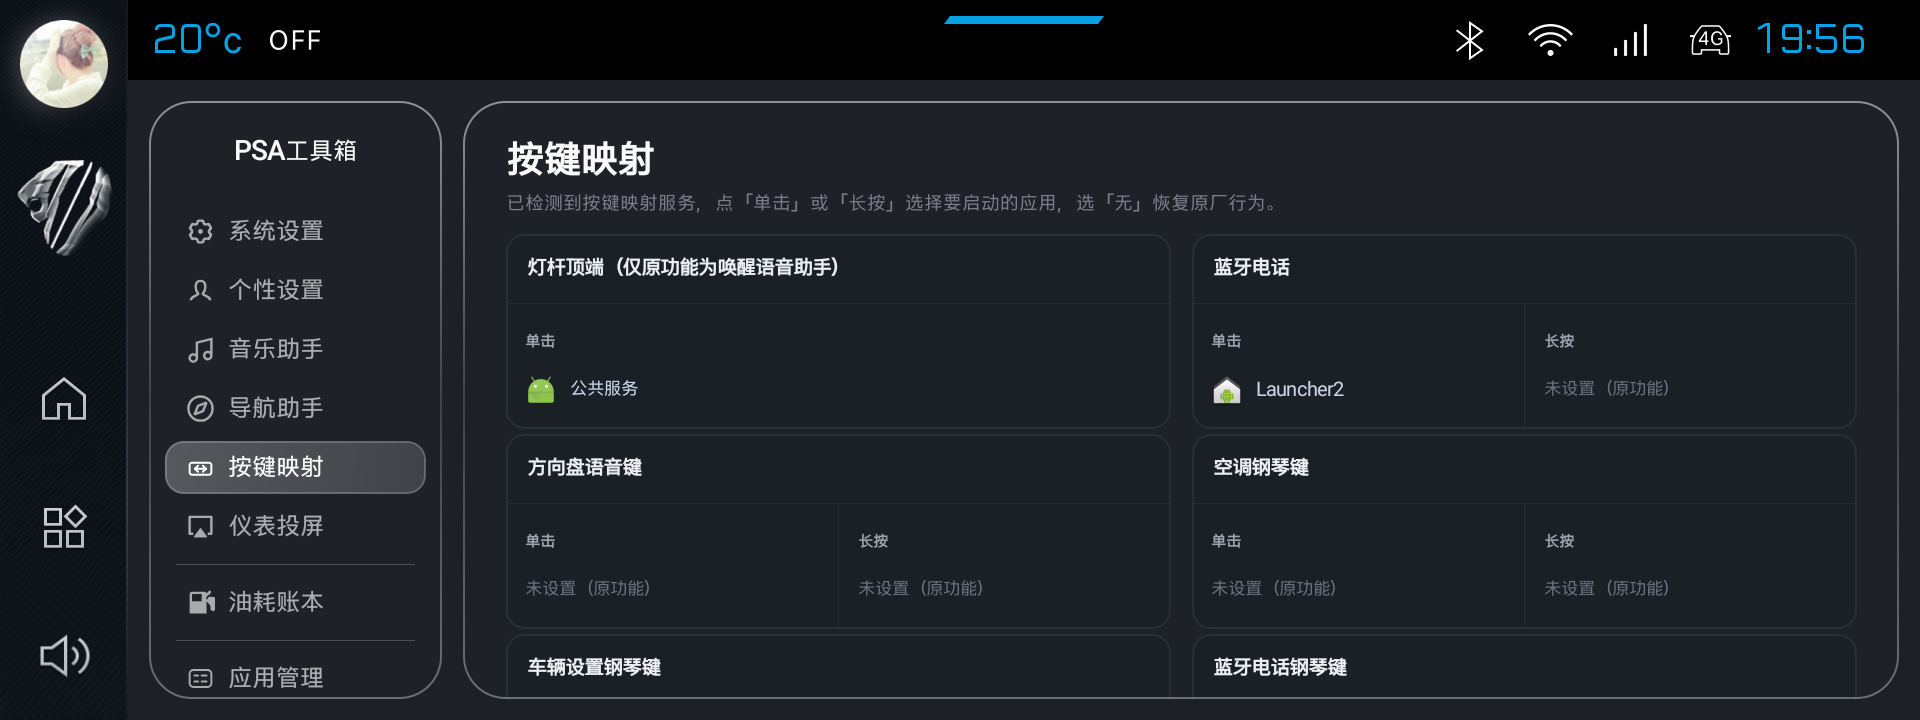 20°c OFF
4G 19:56
PSA工具箱
系统设置
个性设置
音乐助手
导航助手
按键映射
仪表投屏
油耗账本
应用管理
按键映射
已检测到按键映射服务，点「单击」或「长按」选择要启动的应用，选「无」恢复原厂行为。
灯杆顶端（仅原功能为唤醒语音助手）
单击
公共服务
蓝牙电话
单击 长按
Launcher2 未设置（原功能）
方向盘语音键
单击 长按
未设置（原功能） 未设置（原功能）
空调钢琴键
单击 长按
未设置（原功能） 未设置（原功能）
车辆设置钢琴键
蓝牙电话钢琴键